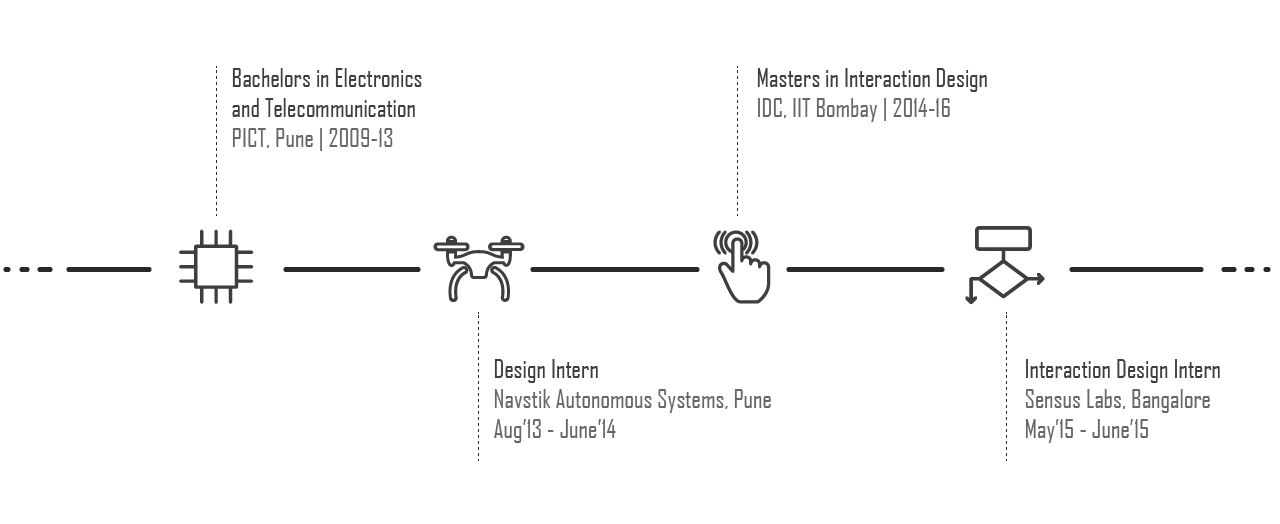 Bachelors in Electronics
and Telecommunication
PICT, Pune | 2009-13
Masters in Interaction Design
IDC, IIT Bombay | 2014-16
Design Intern
Navstik Autonomous Systems, Pune
Aug'13 - June'14
Interaction Design Intern
Sensus Labs, Bangalore
May'15 - June'15